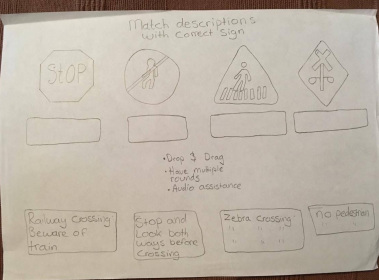 Match descriptions
with correct sign
StOP
• Drop & Drag
• Have multiple
rounds
• Audio assistance
Railway Crossing
Beware of
train
Stop and
Look both
ways before
Crossing
Zebra Crossing
" " "
" " "
no pedestrian
" "